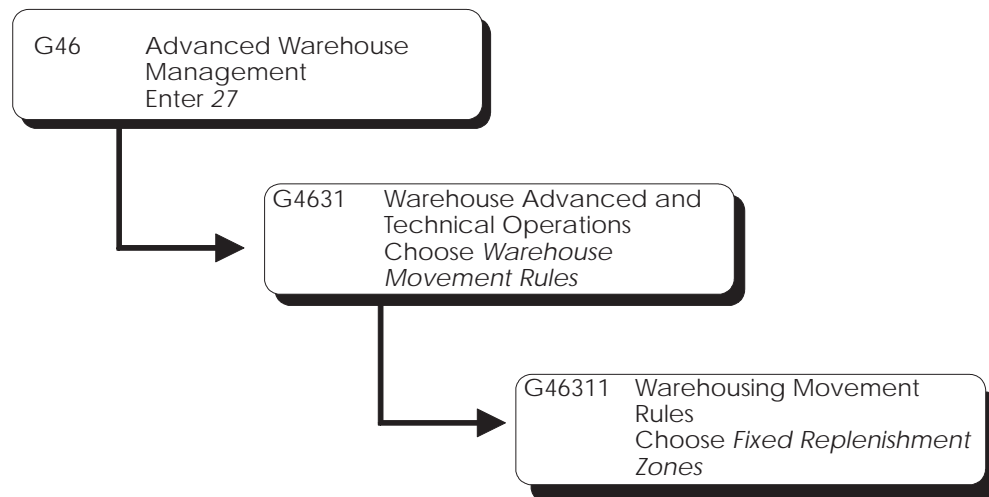 G46 Advanced Warehouse
Management
Enter 27
G4631 Warehouse Advanced and
Technical Operations
Choose Warehouse
Movement Rules
G46311 Warehousing Movement
Rules
Choose Fixed Replenishment
Zones